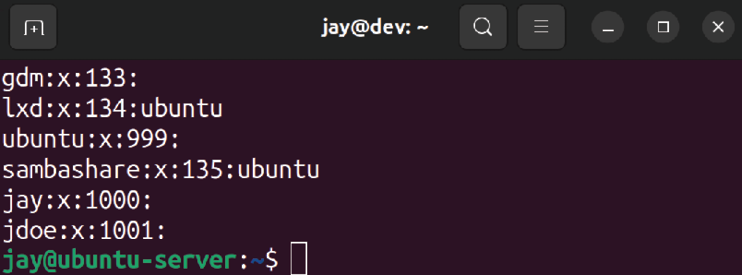 jay@dev: ~
gdm:x:133:
lxd:x:134:ubuntu
ubuntu:x:999:
sambashare:x:135:ubuntu
jay:x:1000:
jdoe:x:1001:
jay@ubuntu-server:~$